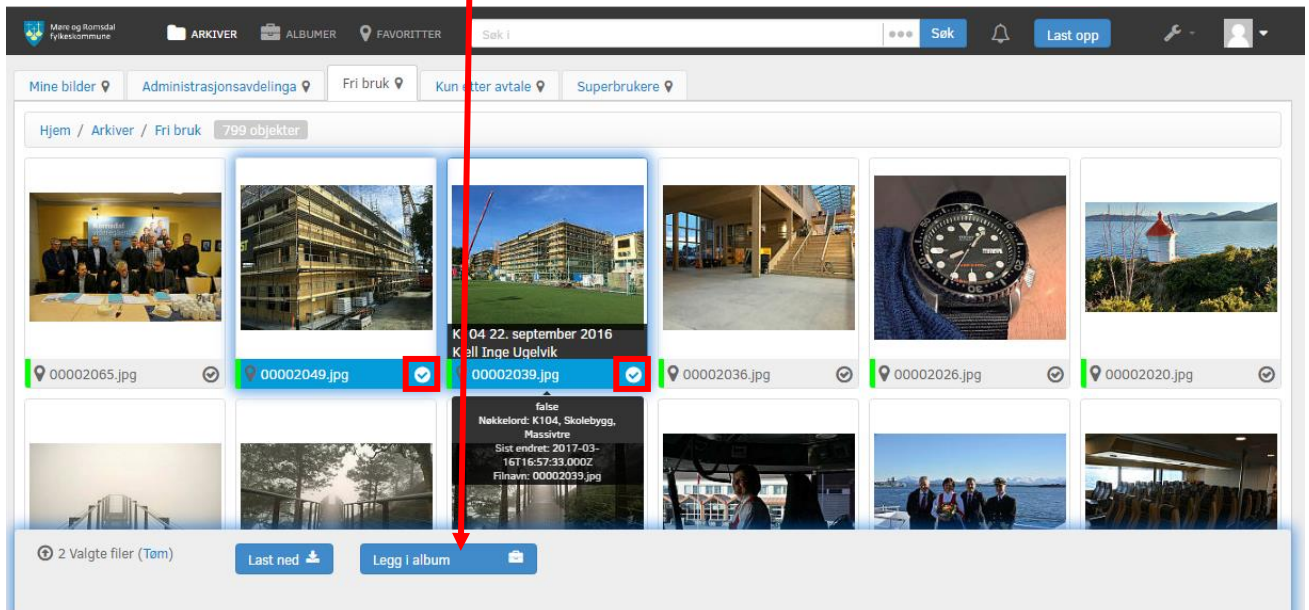 Møre og Romsdal
fylkeskommune
ARKIVER
ALBUMER
FAVORITTER
Søk i
Søk
Last opp
Mine bilder
Administrasjonsavdelinga
Fri bruk
Kun etter avtale
Superbrukere
Hjem / Arkiver / Fri bruk 799 objekter
K104 22. september 2016
Kjell Inge Ugelvik
00002065.jpg
00002049.jpg
00002039.jpg
00002036.jpg
00002026.jpg
00002020.jpg
false
Nøkkelord: K104, Skolebygg,
Massivtre
Sist endret: 2017-03-
16T16:57:33.000Z
Filnavn: 00002039.jpg
2 Valgte filer (Tøm)
Last ned
Legg i album